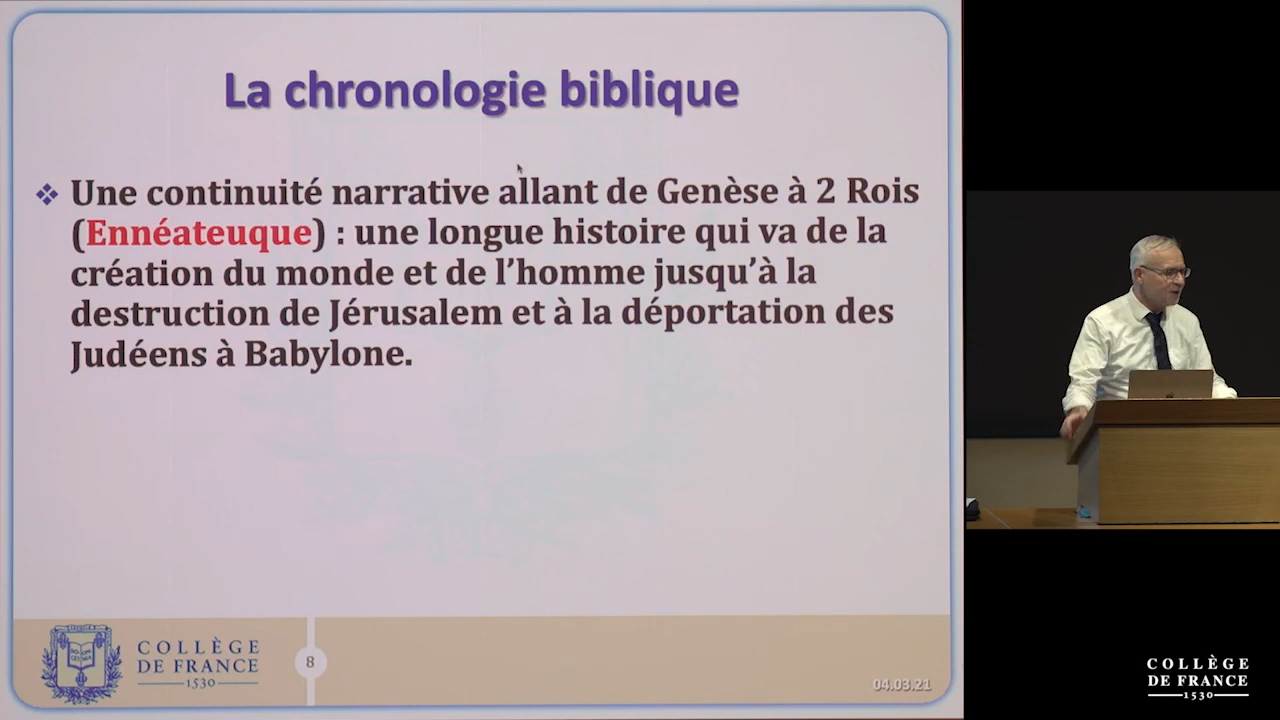 La chronologie biblique
Une continuité narrative allant de Genèse à 2 Rois
(Ennéateuque) : une longue histoire qui va de la
création du monde et de l’homme jusqu’à la
destruction de Jérusalem et à la déportation des
Judéens à Babylone.
COLLÈGE
DE FRANCE
1530
8
04.03.21
COLLÈGE
DE FRANCE
1530